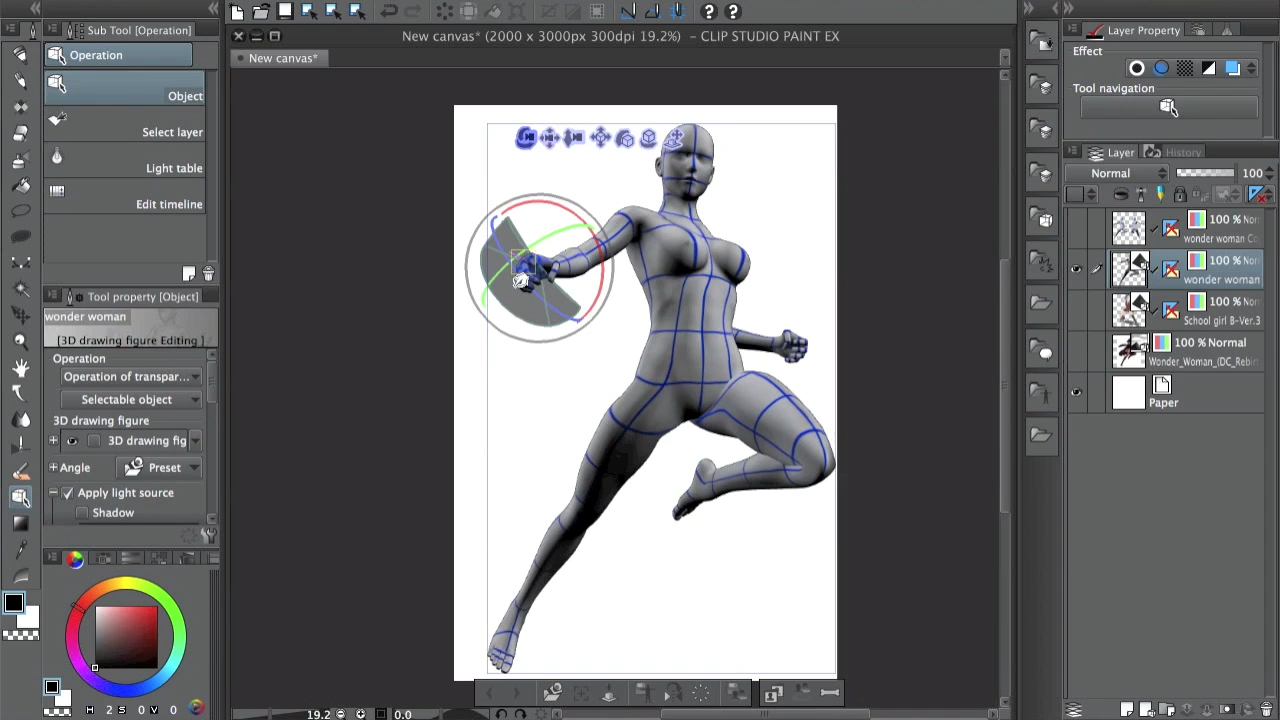 Sub Tool [Operation]
Operation
Object
Select layer
Light table
Edit timeline
Tool property [Object]
wonder woman
[3D drawing figure Editing ]
Operation
Operation of transpar...
Selectable object
3D drawing figure
3D drawing fig
Angle
Preset
Apply light source
Shadow
H 2 S 0 V 0
New canvas* (2000 x 3000px 300dpi 19.2%) - CLIP STUDIO PAINT EX
New canvas*
19.2
0.0
Layer Property
Effect
Tool navigation
Layer
History
Normal
100
100 % Nor
wonder woman Co
100 % Nor
wonder woman
100 % Nor
School girl B-Ver.3
100 % Normal
Wonder_Woman_(DC_Rebirt
Paper